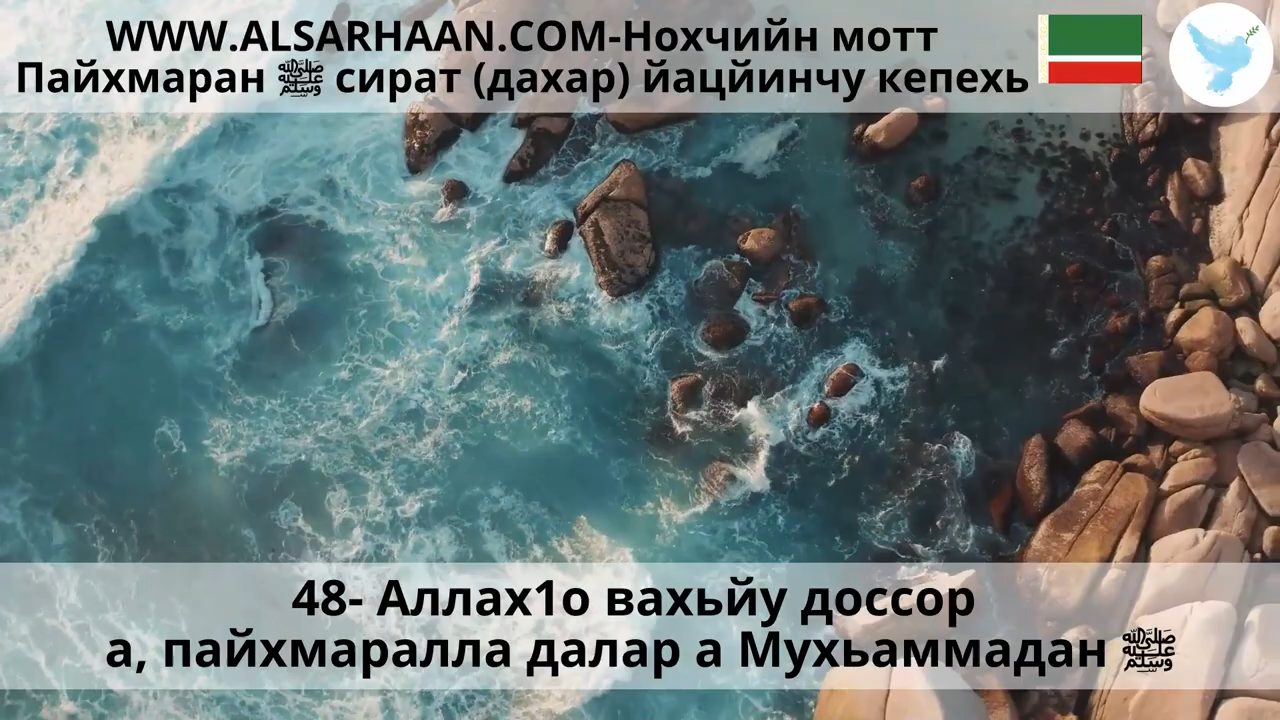 WWW.ALSARHAAN.COM-Нохчийн мотт
Пайхмаран ﷺ сират (дахар) йацйинчу кепехь
48- Аллах1о вахьйу доссор
а, пайхмаралла далар а Мухьаммадан ﷺ